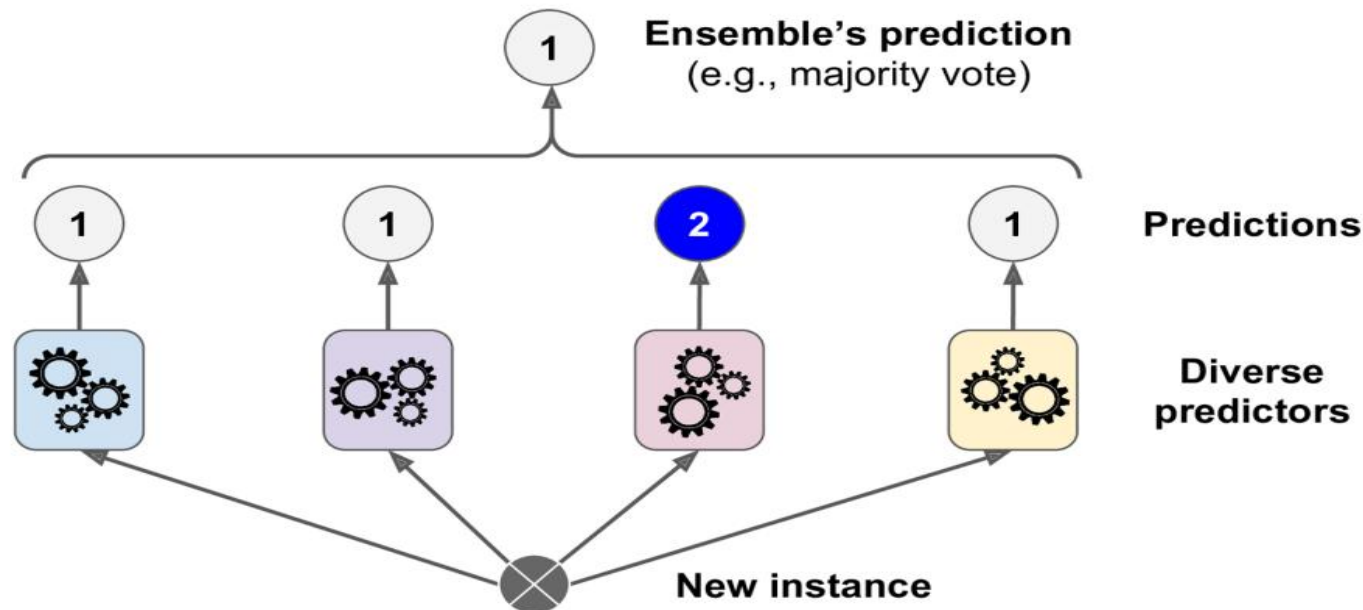 1
Ensemble's prediction
(e.g., majority vote)
1 1 2 1 Predictions
Diverse
predictors
New instance